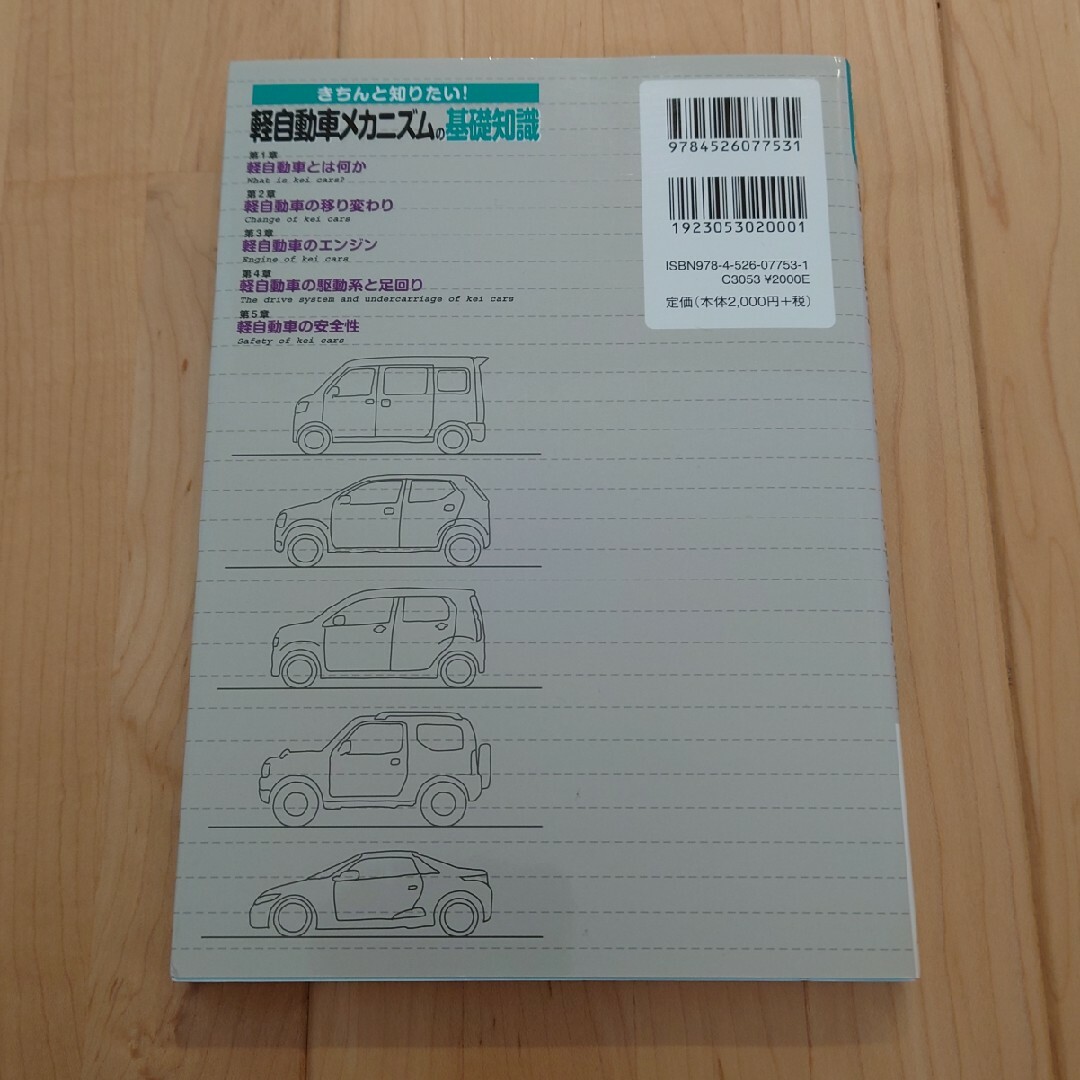 きちんと知りたい!
軽自動車メカニズムの基礎知識
第1章
軽自動車とは何か
What is kei cars?
第2章
軽自動車の移り変わり
Change of kei cars
第3章
軽自動車のエンジン
Engine of kei cars
第4章
軽自動車の駆動系と足回り
The drive system and undercarriage of kei cars
第5章
軽自動車の安全性
Safety of kei cars
9784526077531
1923053020001
ISBN978-4-526-07753-1
C3053 ¥2000E
定価(本体2,000円+税)